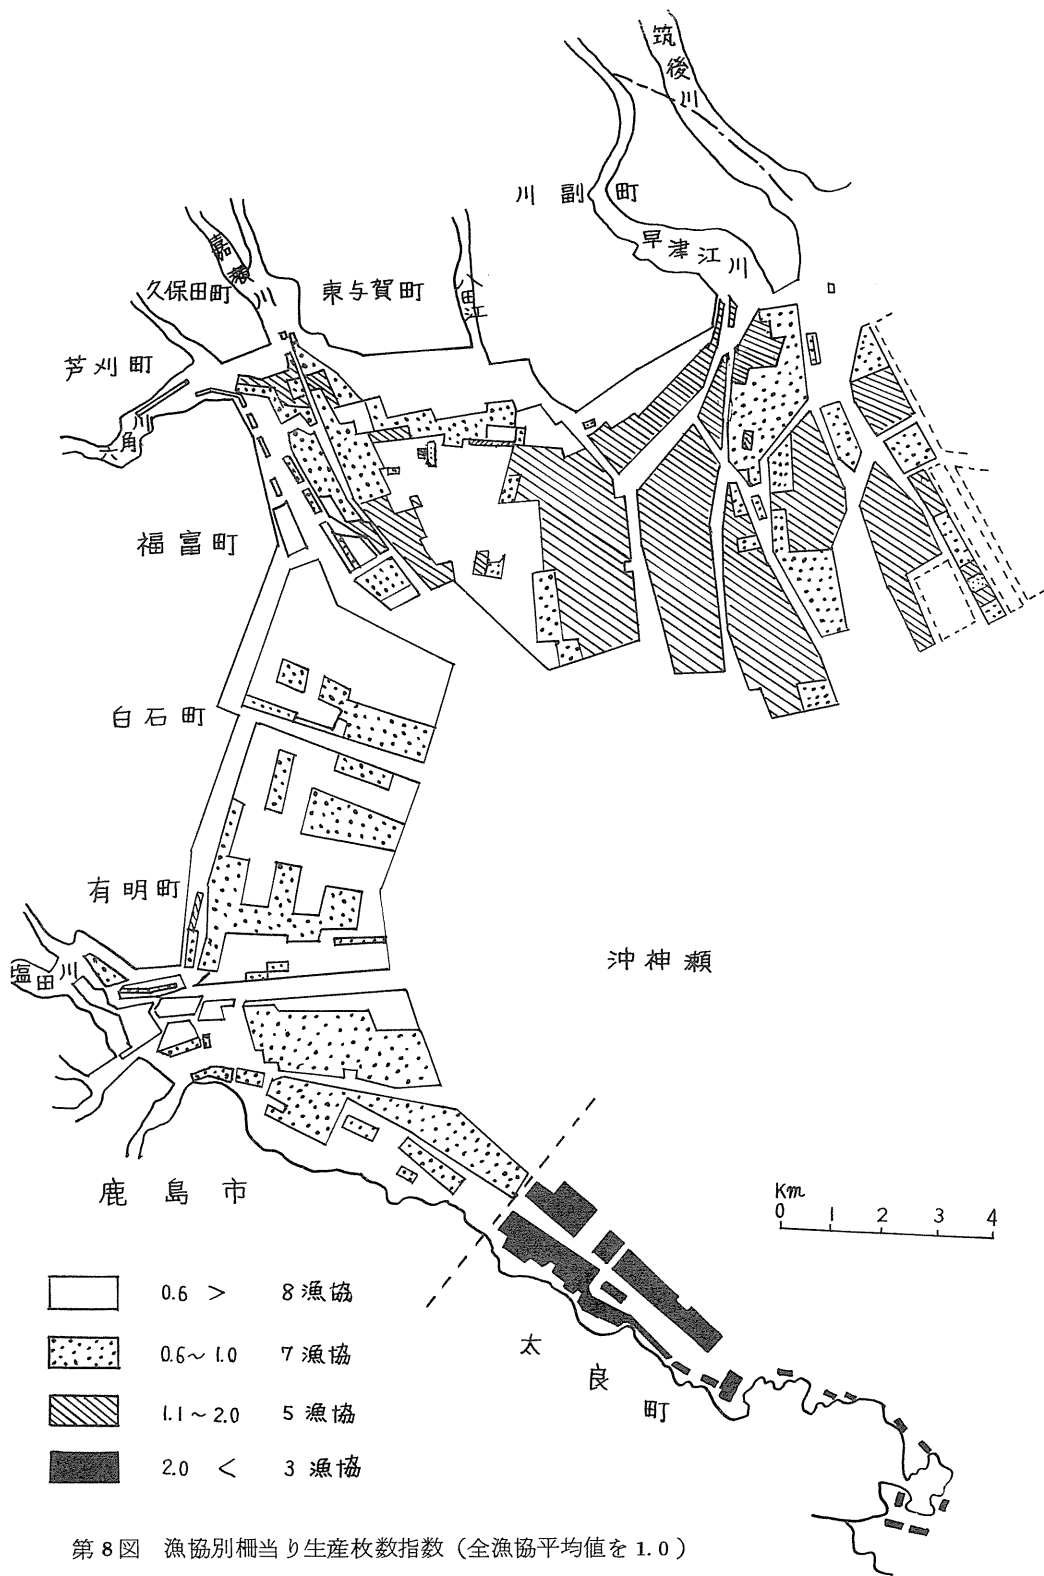 筑後川
川副町
早津江川
嘉瀬川
久保田町
東与賀町
八田江
芦刈町
六角川
福富町
白石町
有明町
塩田川
沖神瀬
鹿島市
太良町
Km
0 1 2 3 4
0.6 > 8漁協
0.6～1.0 7漁協
1.1～2.0 5漁協
2.0 < 3漁協
第8図 漁協別柵当り生産枚数指数（全漁協平均値を1.0）